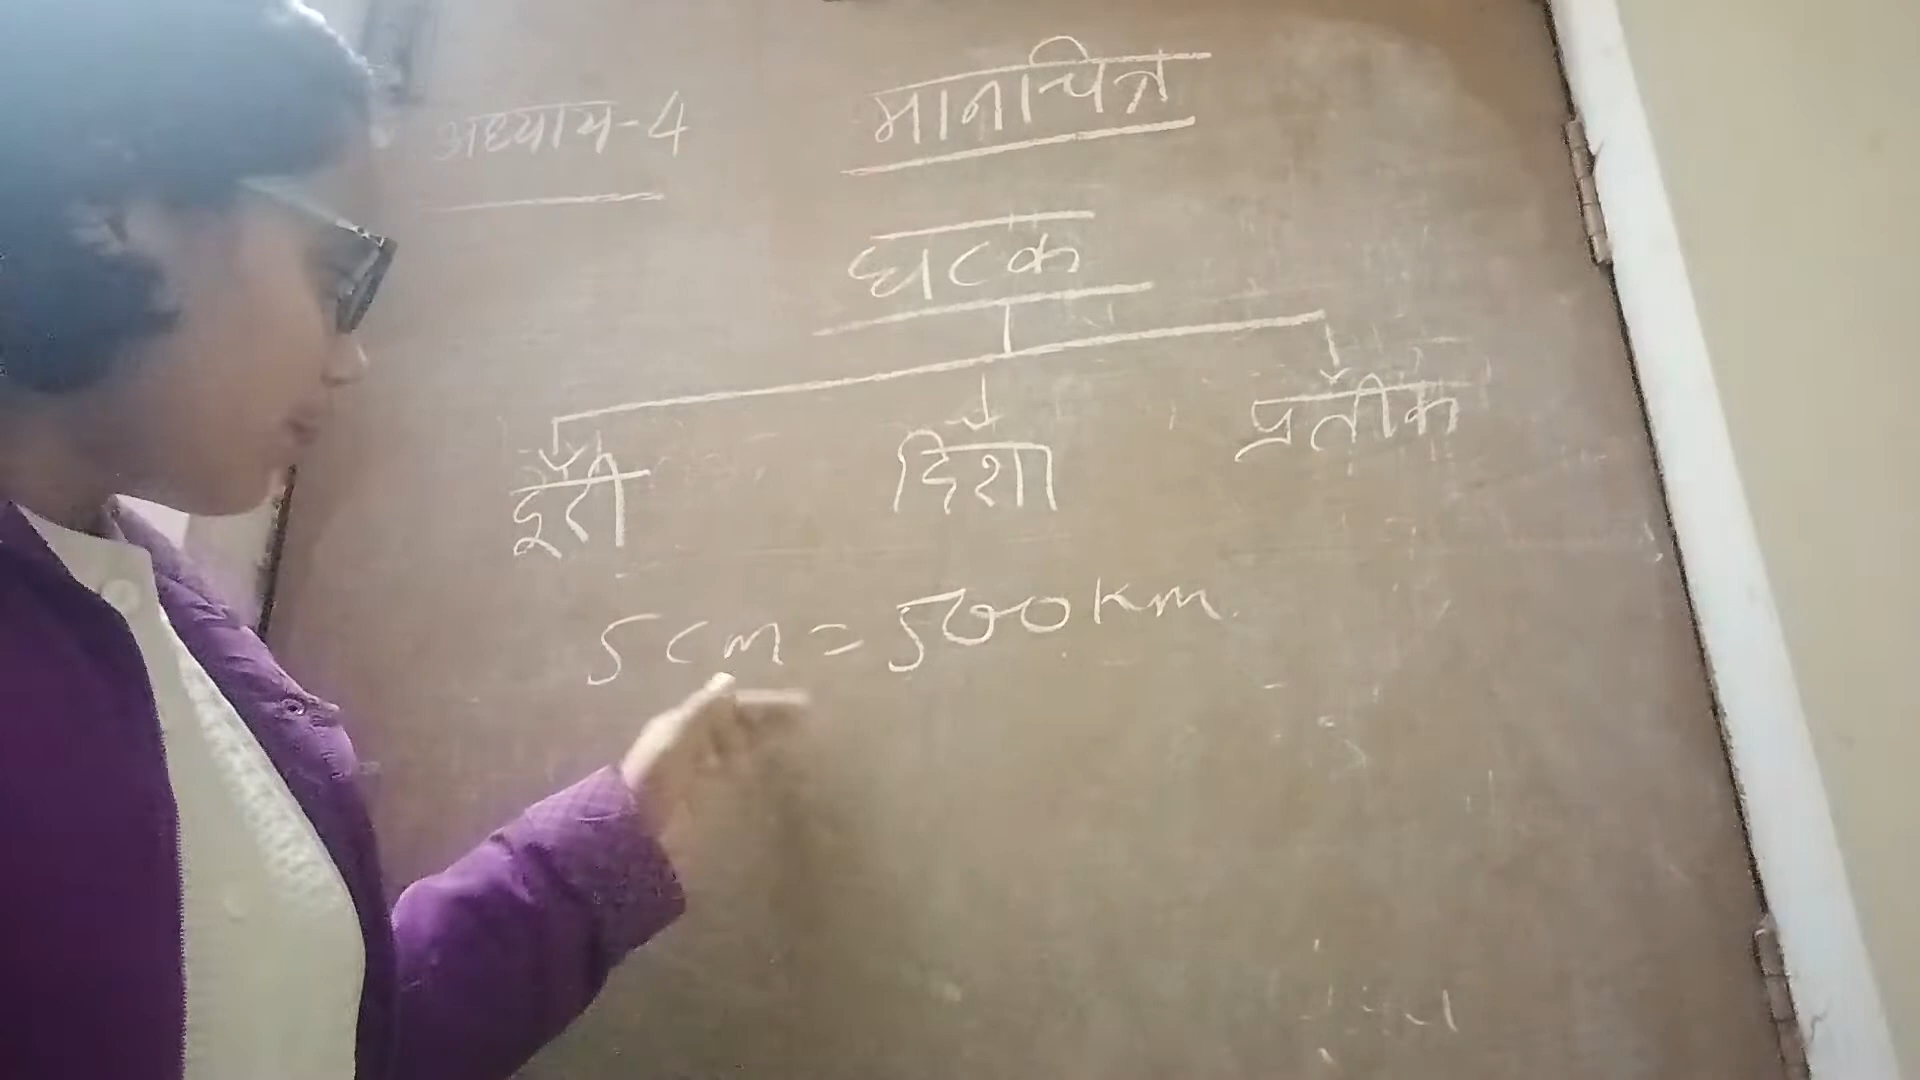 अध्याय-4 मानचित्र
घटक
दूरी दिशा प्रतीक
5cm = 500km